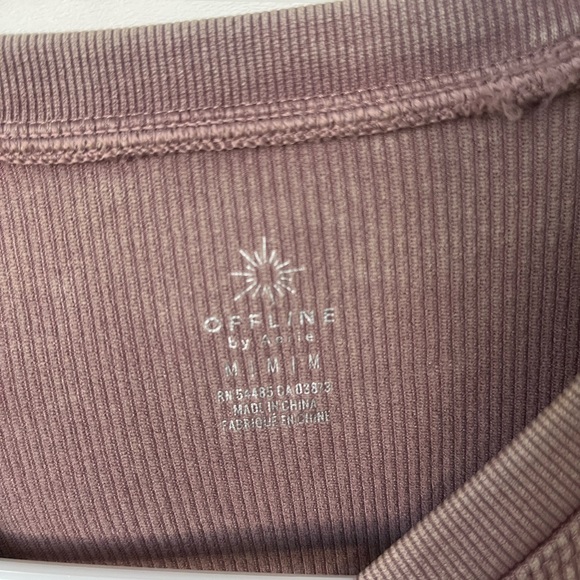 OFFLINE
by Aerie
M | M | M
RN 54485 CA 03873
MADE IN CHINA
FABRIQUÉ EN CHINE